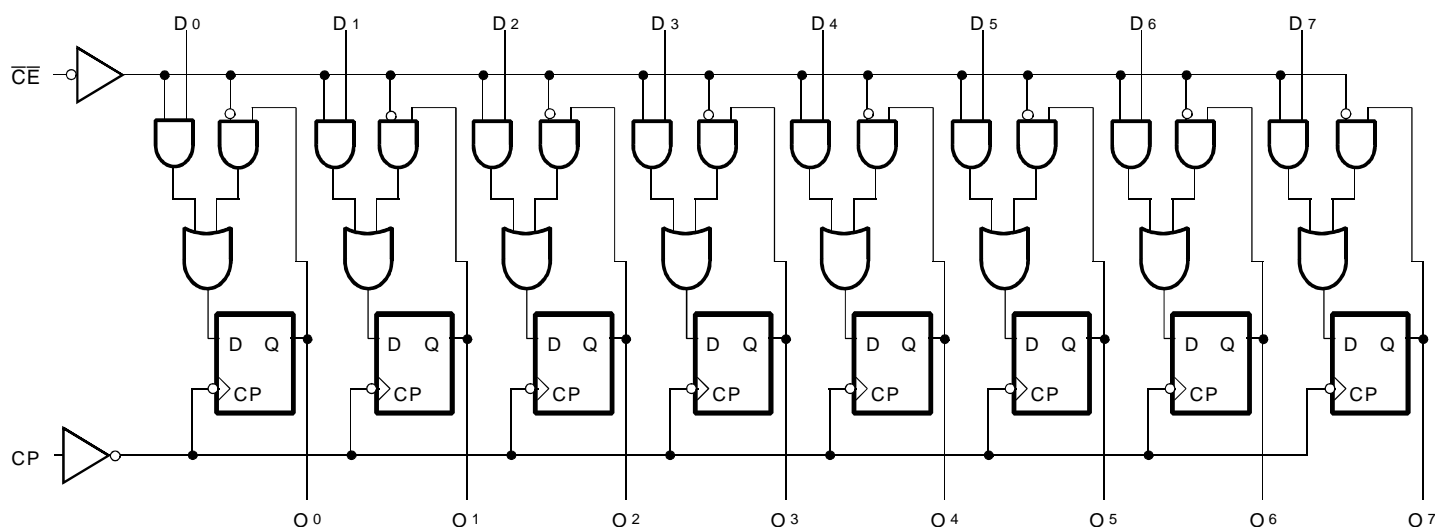 D0 D1 D2 D3 D4 D5 D6 D7
C̅E̅
D Q D Q D Q D Q D Q D Q D Q D Q
CP CP CP CP CP CP CP CP
CP
O0 O1 O2 O3 O4 O5 O6 O7